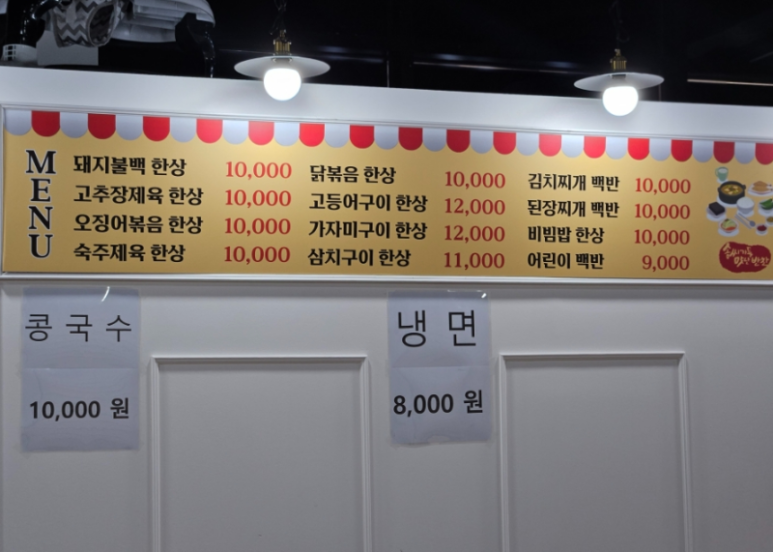 MENU
돼지불백 한상 10,000
고추장제육 한상 10,000
오징어볶음 한상 10,000
숙주제육 한상 10,000
닭볶음 한상 10,000
고등어구이 한상 12,000
가자미구이 한상 12,000
삼치구이 한상 11,000
김치찌개 백반 10,000
된장찌개 백반 10,000
비빔밥 한상 10,000
어린이 백반 9,000
콩국수
10,000 원
냉면
8,000 원